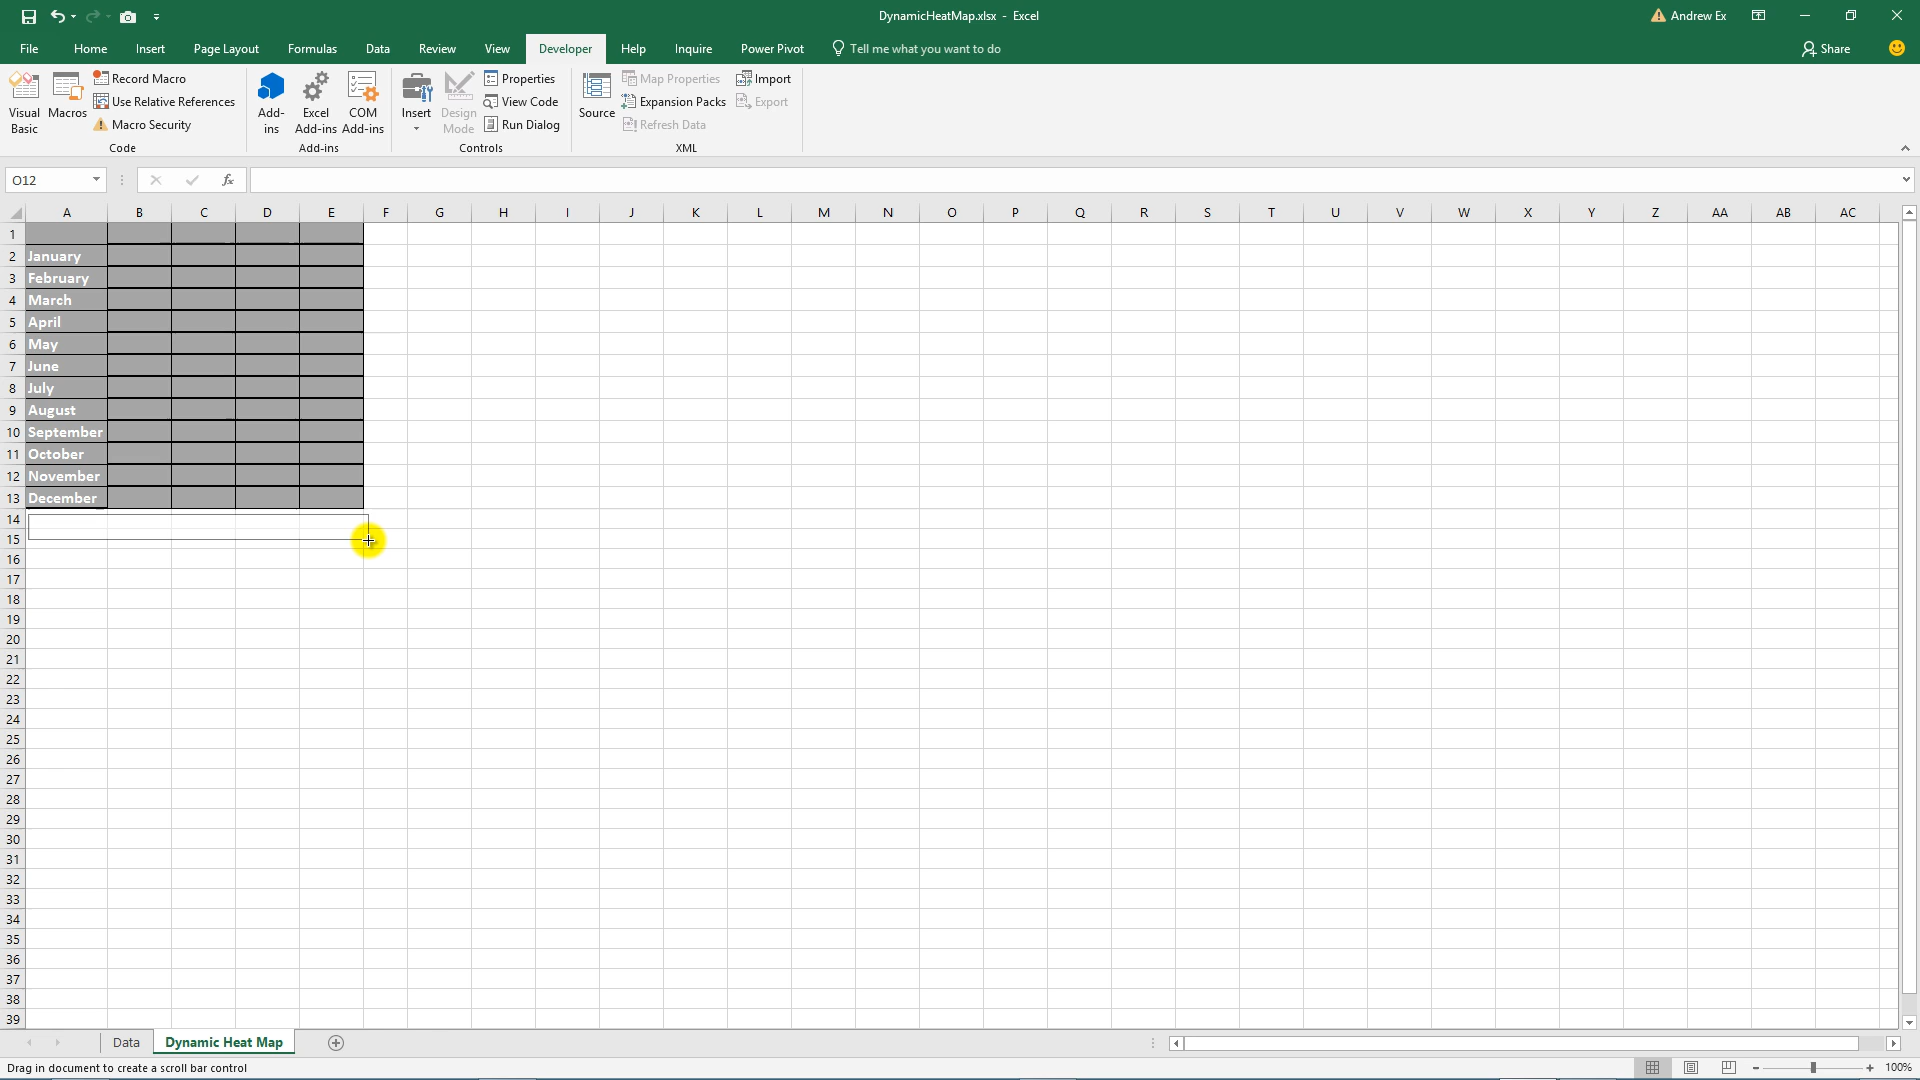 DynamicHeatMap.xlsx - Excel
Andrew Ex
File Home Insert Page Layout Formulas Data Review View Developer Help Inquire Power Pivot Tell me what you want to do Share
Visual Basic
Macros
Record Macro
Use Relative References
Macro Security
Code
Add-ins
Excel Add-ins
COM Add-ins
Add-ins
Insert
Design Mode
Properties
View Code
Run Dialog
Controls
Source
Map Properties
Expansion Packs
Refresh Data
Import
Export
XML
O12 fx
A B C D E F G H I J K L M N O P Q R S T U V W X Y Z AA AB AC
1
2 January
3 February
4 March
5 April
6 May
7 June
8 July
9 August
10 September
11 October
12 November
13 December
14
15
16
17
18
19
20
21
22
23
24
25
26
27
28
29
30
31
32
33
34
35
36
37
38
39
Data Dynamic Heat Map
Drag in document to create a scroll bar control
100%